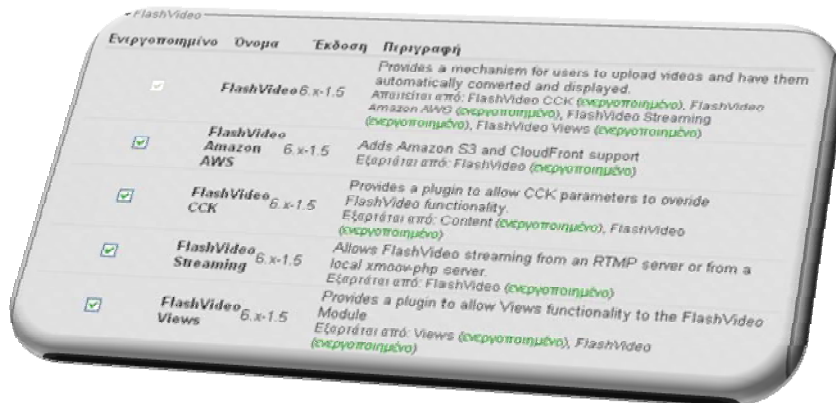 FlashVideo
Ενεργοποιημένο Όνομα Έκδοση Περιγραφή
FlashVideo 6.x-1.5 Provides a mechanism for users to upload videos and have them
automatically converted and displayed.
Απαιτείται από: FlashVideo CCK (ενεργοποιημένο), FlashVideo
Amazon AWS (ενεργοποιημένο), FlashVideo Streaming
(ενεργοποιημένο), FlashVideo Views (ενεργοποιημένο)
FlashVideo
Amazon
AWS
6.x-1.5
Adds Amazon S3 and CloudFront support
Εξαρτάται από: FlashVideo (ενεργοποιημένο)
FlashVideo
CCK
6.x-1.5
Provides a plugin to allow CCK parameters to overide
FlashVideo functionality.
Εξαρτάται από: Content (ενεργοποιημένο), FlashVideo
(ενεργοποιημένο)
FlashVideo
Streaming
6.x-1.5
Allows FlashVideo streaming from an RTMP server or from a
local xmoov-php server.
Εξαρτάται από: FlashVideo (ενεργοποιημένο)
FlashVideo
Views
6.x-1.5
Provides a plugin to allow Views functionality to the FlashVideo
Module
Εξαρτάται από: Views (ενεργοποιημένο), FlashVideo
(ενεργοποιημένο)